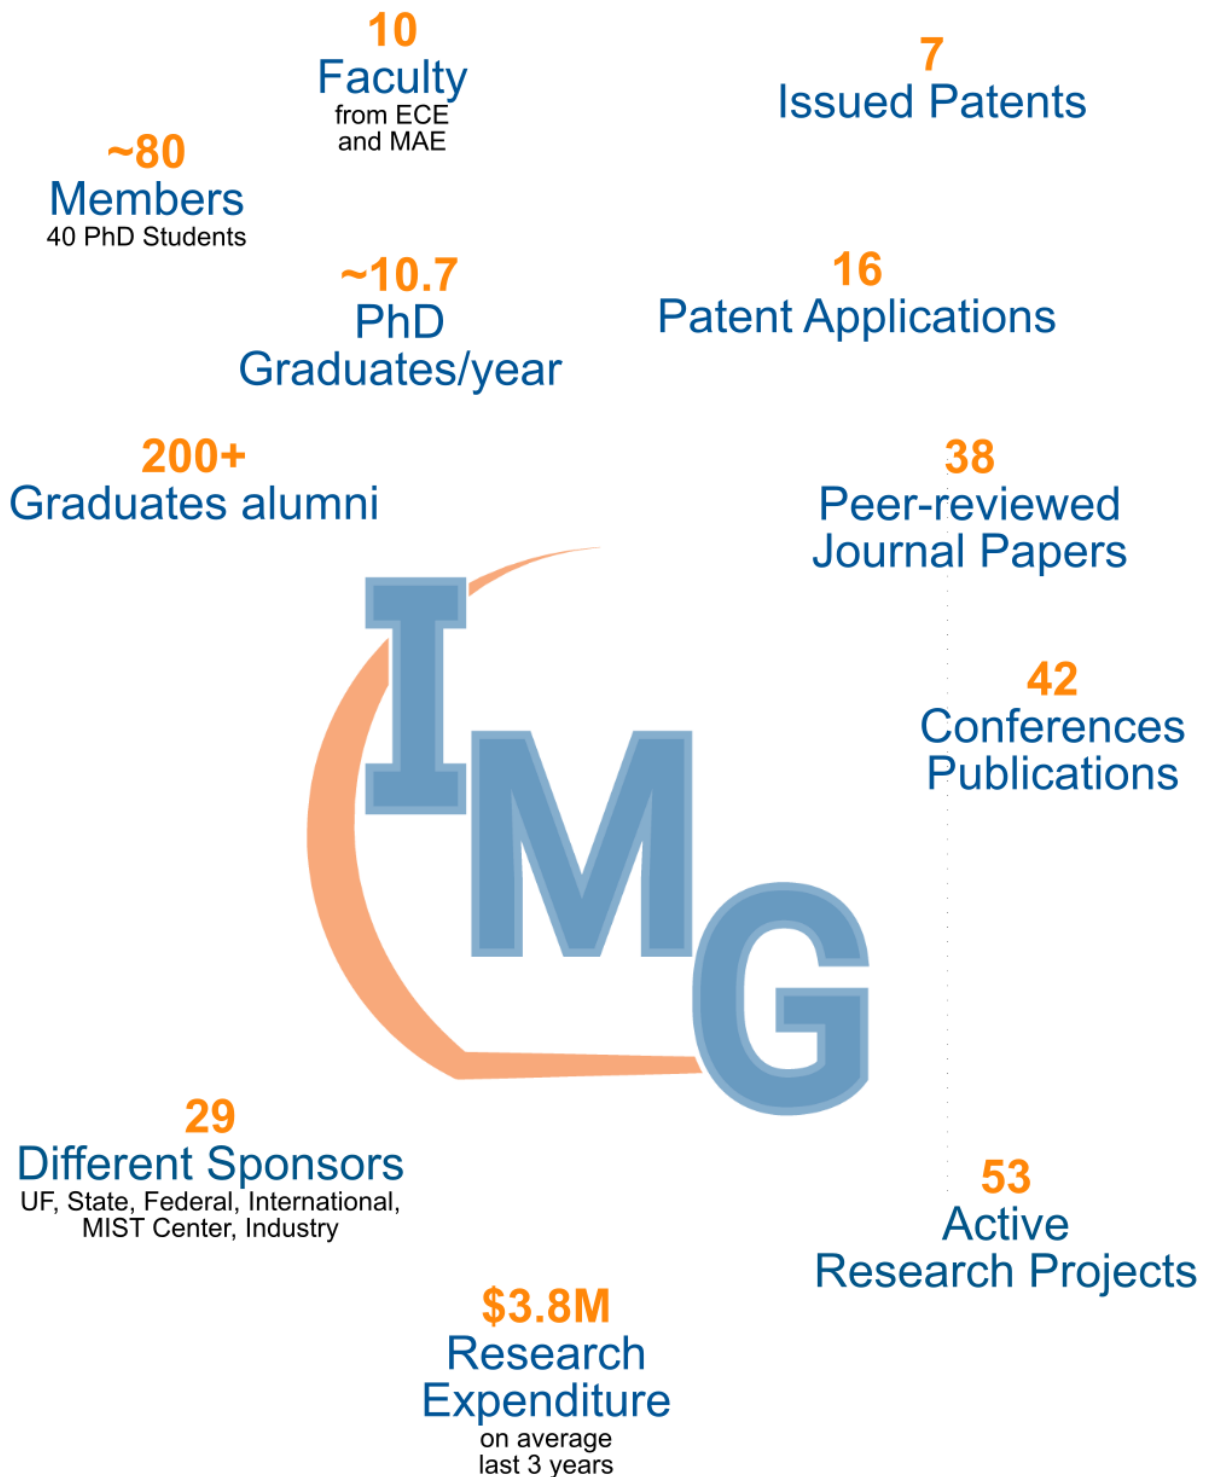 10
Faculty
from ECE
and MAE
7
Issued Patents
~80
Members
40 PhD Students
~10.7
PhD
Graduates/year
16
Patent Applications
200+
Graduates alumni
38
Peer-reviewed
Journal Papers
42
Conferences
Publications
IMG
29
Different Sponsors
UF, State, Federal, International,
MIST Center, Industry
53
Active
Research Projects
$3.8M
Research
Expenditure
on average
last 3 years